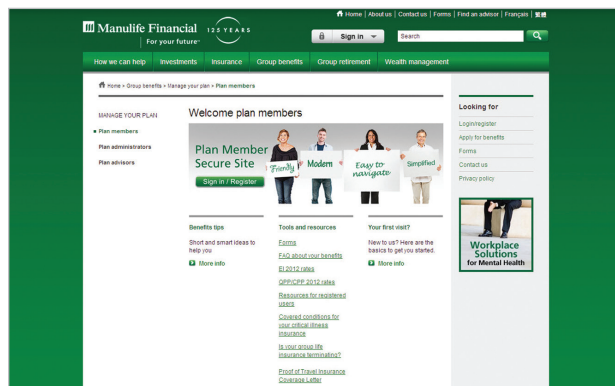 Home | About us | Contact us | Forms | Find an advisor | Français | 繁體
Manulife Financial
125 YEARS
For your future™
Sign in
Search
How we can help Investments Insurance Group benefits Group retirement Wealth management
Home » Group benefits » Manage your plan » Plan members
MANAGE YOUR PLAN
Plan members
Plan administrators
Plan advisors
Welcome plan members
Plan Member
Secure Site
Sign in / Register
Friendly
Modern
Easy to
navigate
Simplified
Benefits tips
Short and smart ideas to
help you
More info
Tools and resources
Forms
FAQ about your benefits
EI 2012 rates
QPP/CPP 2012 rates
Resources for registered
users
Covered conditions for
your critical illness
insurance
Is your group life
insurance terminating?
Proof of Travel Insurance
Coverage Letter
Your first visit?
New to us? Here are the
basics to get you started.
More info
Looking for
Login/register
Apply for benefits
Forms
Contact us
Privacy policy
Workplace
Solutions
for Mental Health